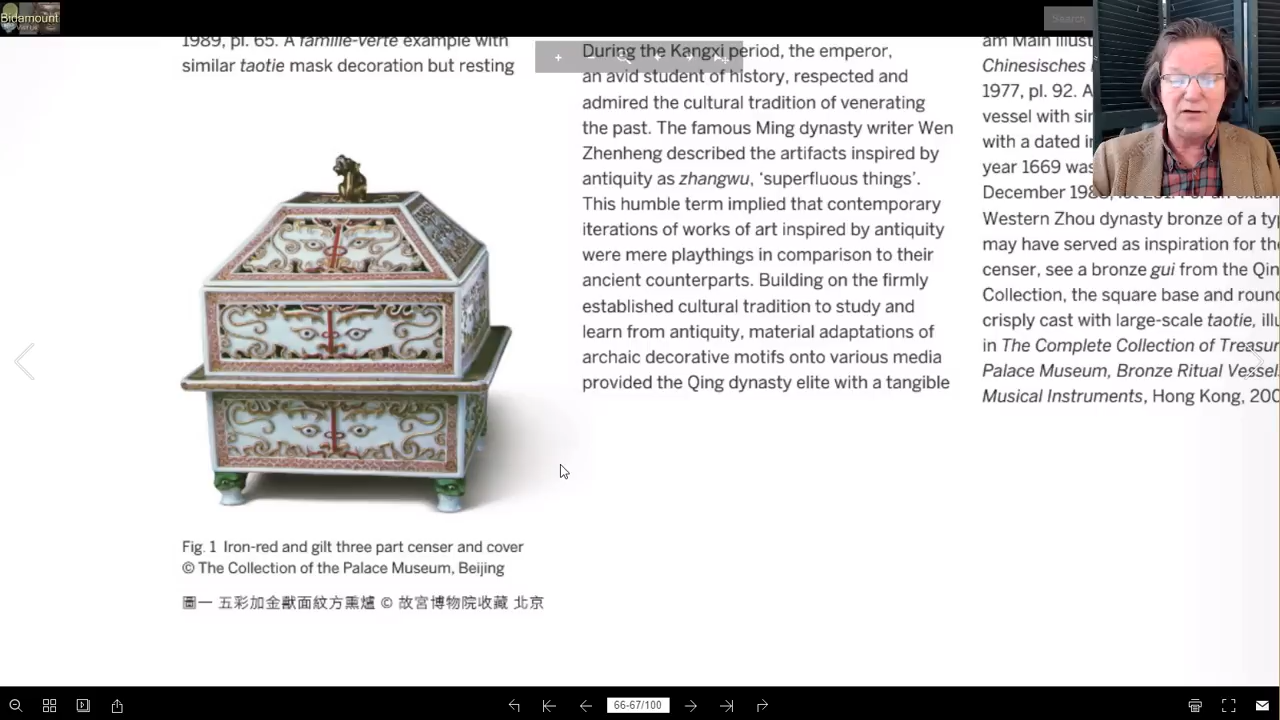 Bidamount
Search
1989, pl. 65. A famille-verte example with
similar taotie mask decoration but resting
Fig. 1 Iron-red and gilt three part censer and cover
© The Collection of the Palace Museum, Beijing
圖一 五彩加金獸面紋方熏爐 © 故宮博物院收藏 北京
During the Kangxi period, the emperor,
an avid student of history, respected and
admired the cultural tradition of venerating
the past. The famous Ming dynasty writer Wen
Zhenheng described the artifacts inspired by
antiquity as zhangwu, ‘superfluous things’.
This humble term implied that contemporary
iterations of works of art inspired by antiquity
were mere playthings in comparison to their
ancient counterparts. Building on the firmly
established cultural tradition to study and
learn from antiquity, material adaptations of
archaic decorative motifs onto various media
provided the Qing dynasty elite with a tangible
am Main
Chinesisches
1977, pl. 92. A
vessel with
with a dated
year 1669 was
December
Western Zhou dynasty bronze of a
may have served as inspiration for
censer, see a bronze gui from the
Collection, the square base and
crisply cast with large-scale taotie,
in The Complete Collection of
Palace Museum, Bronze Ritual
Musical Instruments, Hong Kong,
66-67/100